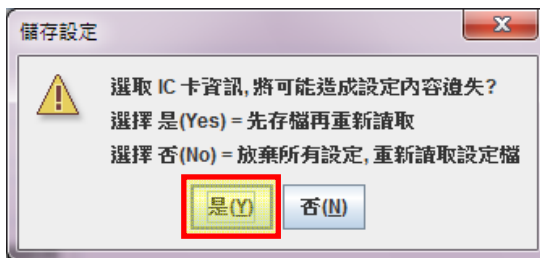 儲存設定
選取 IC 卡資訊, 將可能造成設定內容遺失?
選擇 是(Yes) = 先存檔再重新讀取
選擇 否(No) = 放棄所有設定, 重新讀取設定檔
是(Y) 否(N)